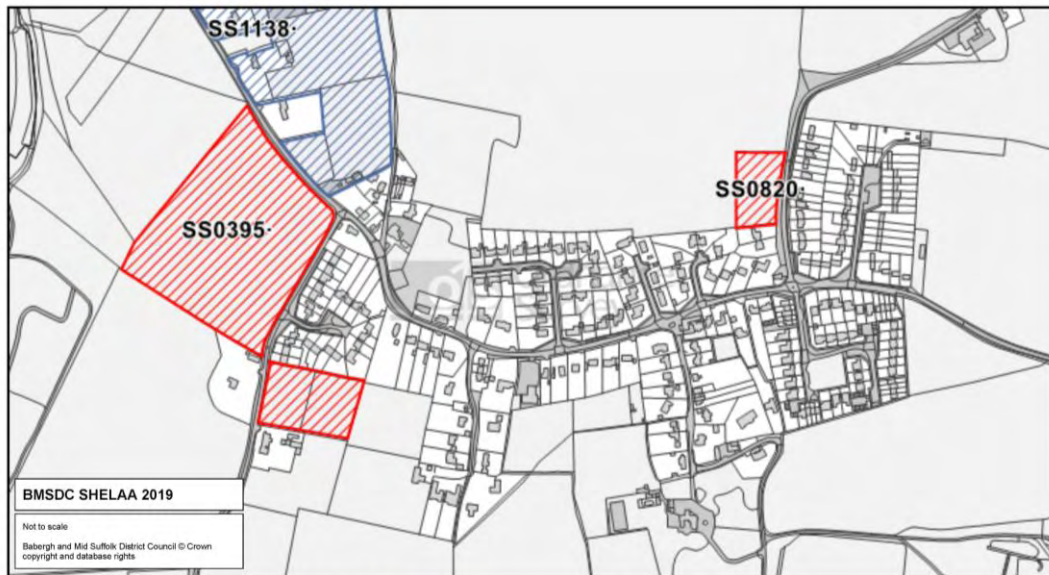 SS1138
SS0395
SS0820
BMSDC SHELAA 2019
Not to scale
Babergh and Mid Suffolk District Council © Crown
copyright and database rights